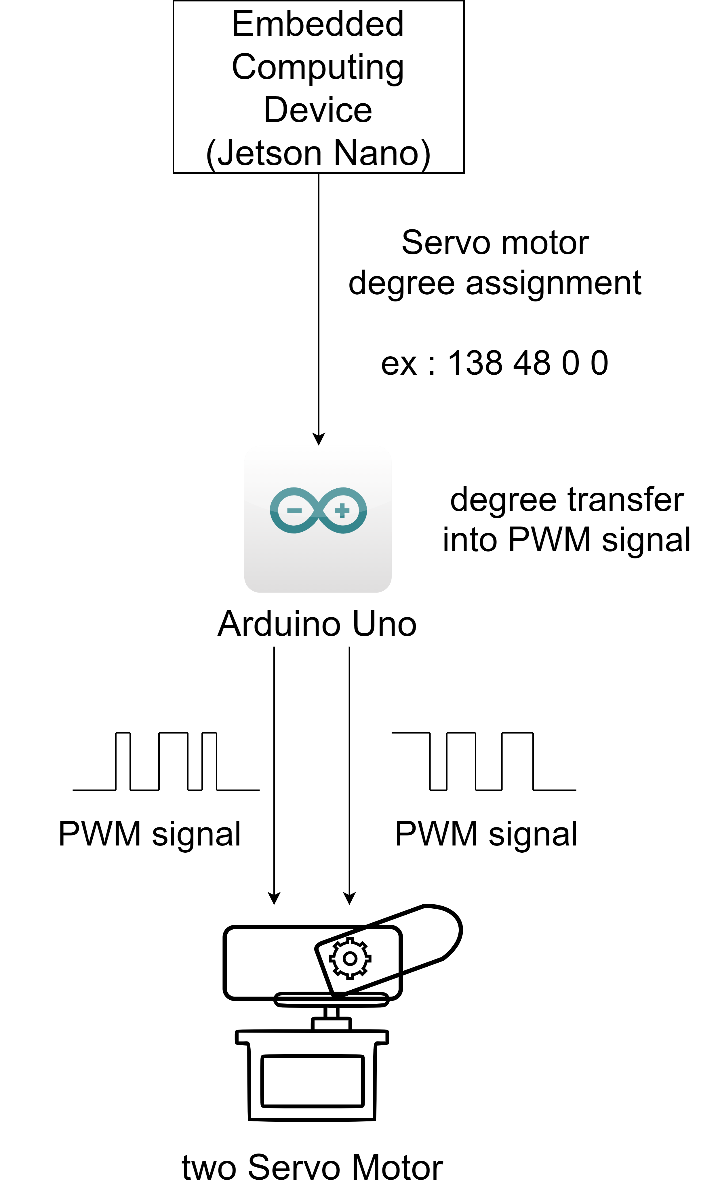 Embedded
Computing
Device
(Jetson Nano)
Servo motor
degree assignment
ex : 138 48 0 0
degree transfer
into PWM signal
Arduino Uno
PWM signal
PWM signal
two Servo Motor